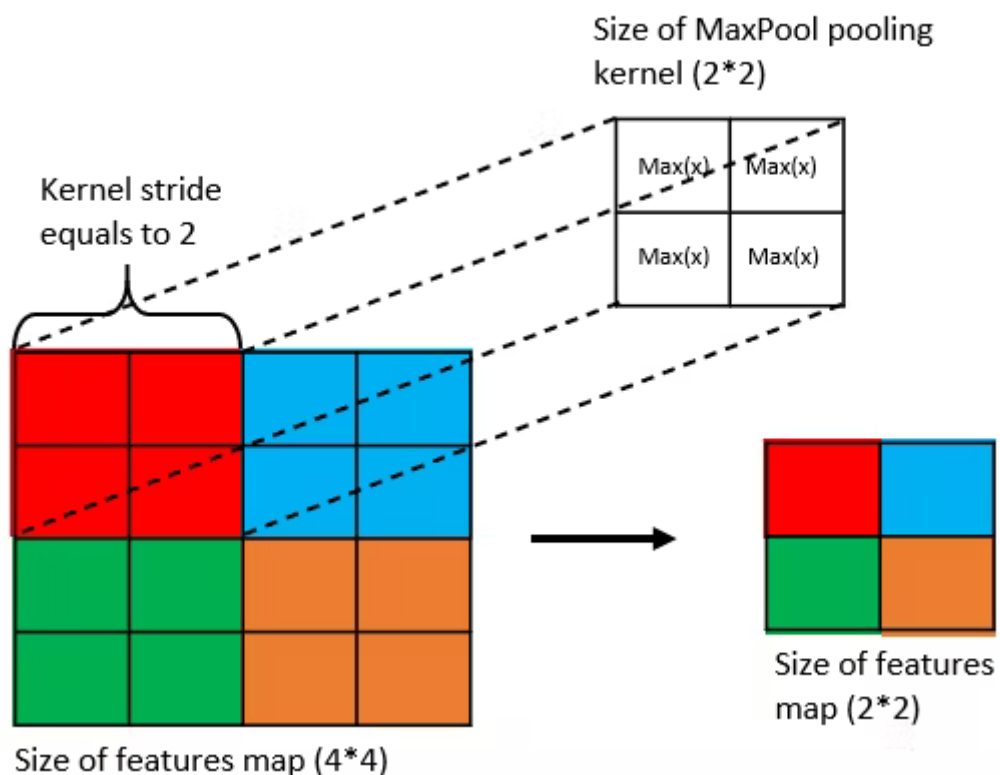 Size of MaxPool pooling
kernel (2*2)
Kernel stride
equals to 2
Max(x) Max(x)
Max(x) Max(x)
Size of features
map (2*2)
Size of features map (4*4)